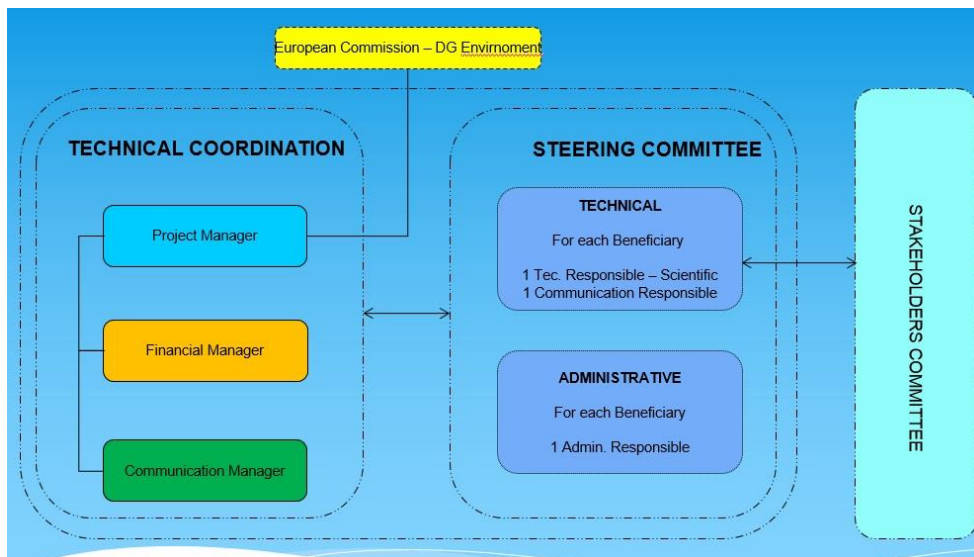 European Commission – DG Envirnoment
TECHNICAL COORDINATION
Project Manager
Financial Manager
Communication Manager
STEERING COMMITTEE
TECHNICAL
For each Beneficiary
1 Tec. Responsible – Scientific
1 Communication Responsible
ADMINISTRATIVE
For each Beneficiary
1 Admin. Responsible
STAKEHOLDERS COMMITTEE